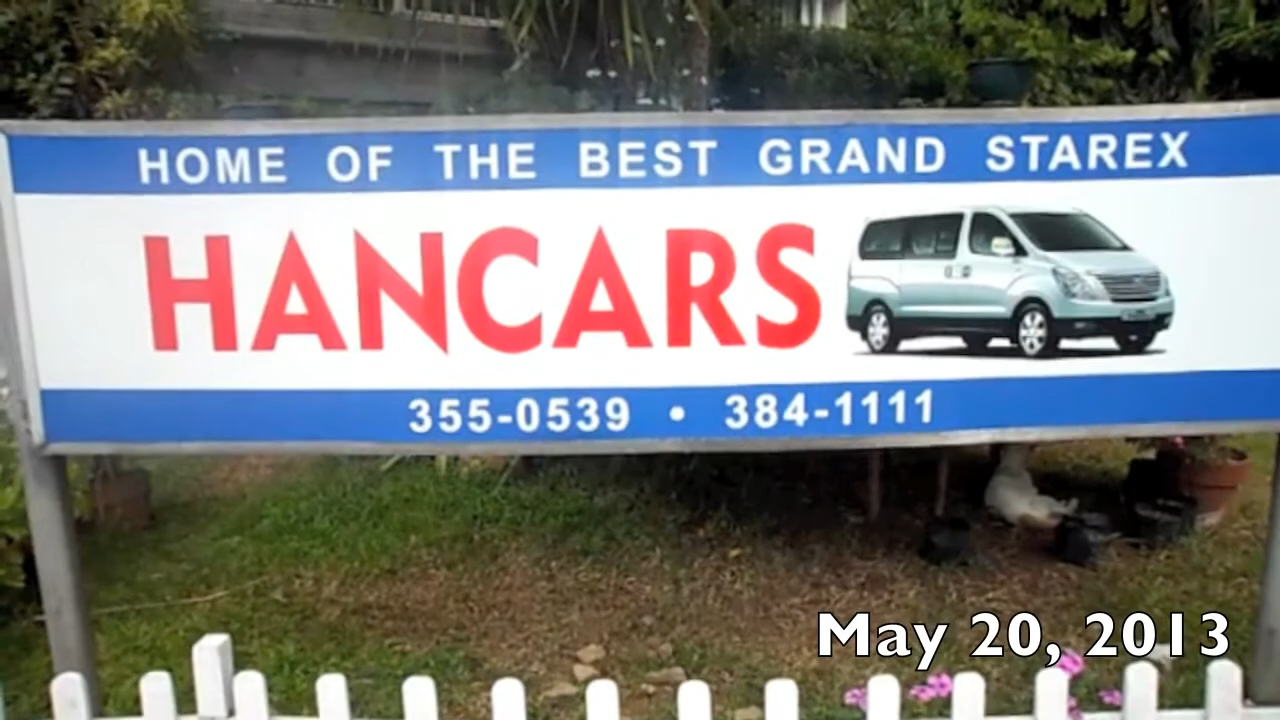 HOME OF THE BEST GRAND STAREX
HANCARS
355-0539 • 384-1111
May 20, 2013